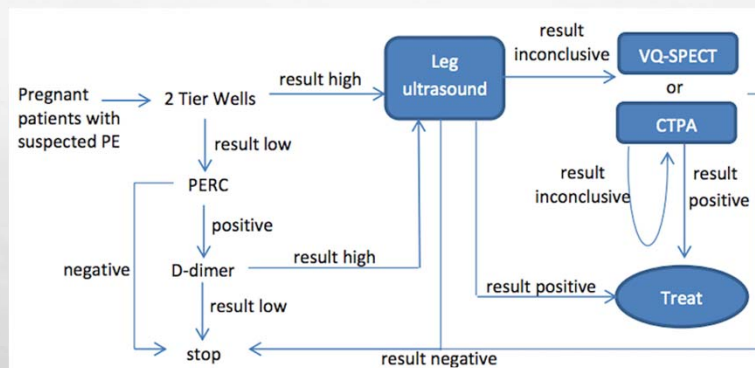 Pregnant
patients with
suspected PE
2 Tier Wells
result high
Leg
ultrasound
result
inconclusive
VQ-SPECT
or
CTPA
result low
PERC
positive
negative
D-dimer
result high
result low
stop
result
inconclusive
result
positive
result positive
Treat
result negative